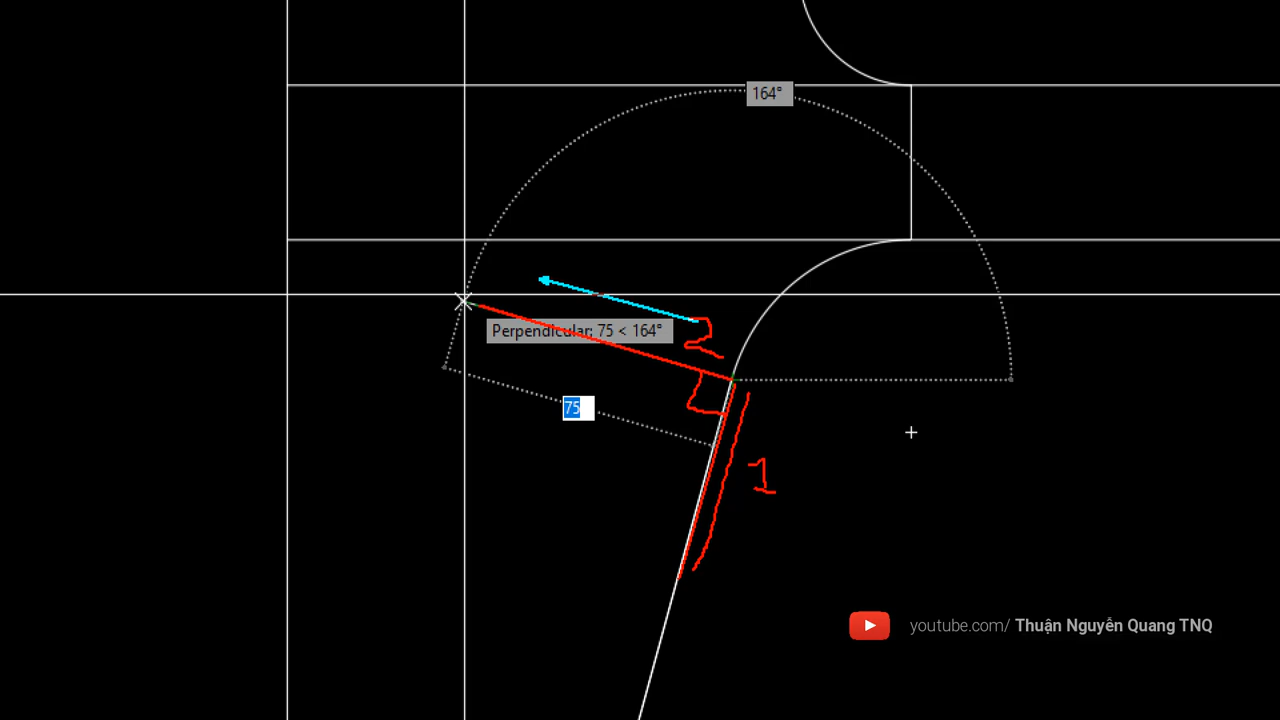 164°
2
Perpendicular: 75 < 164°
75
1
youtube.com/ Thuận Nguyễn Quang TNQ